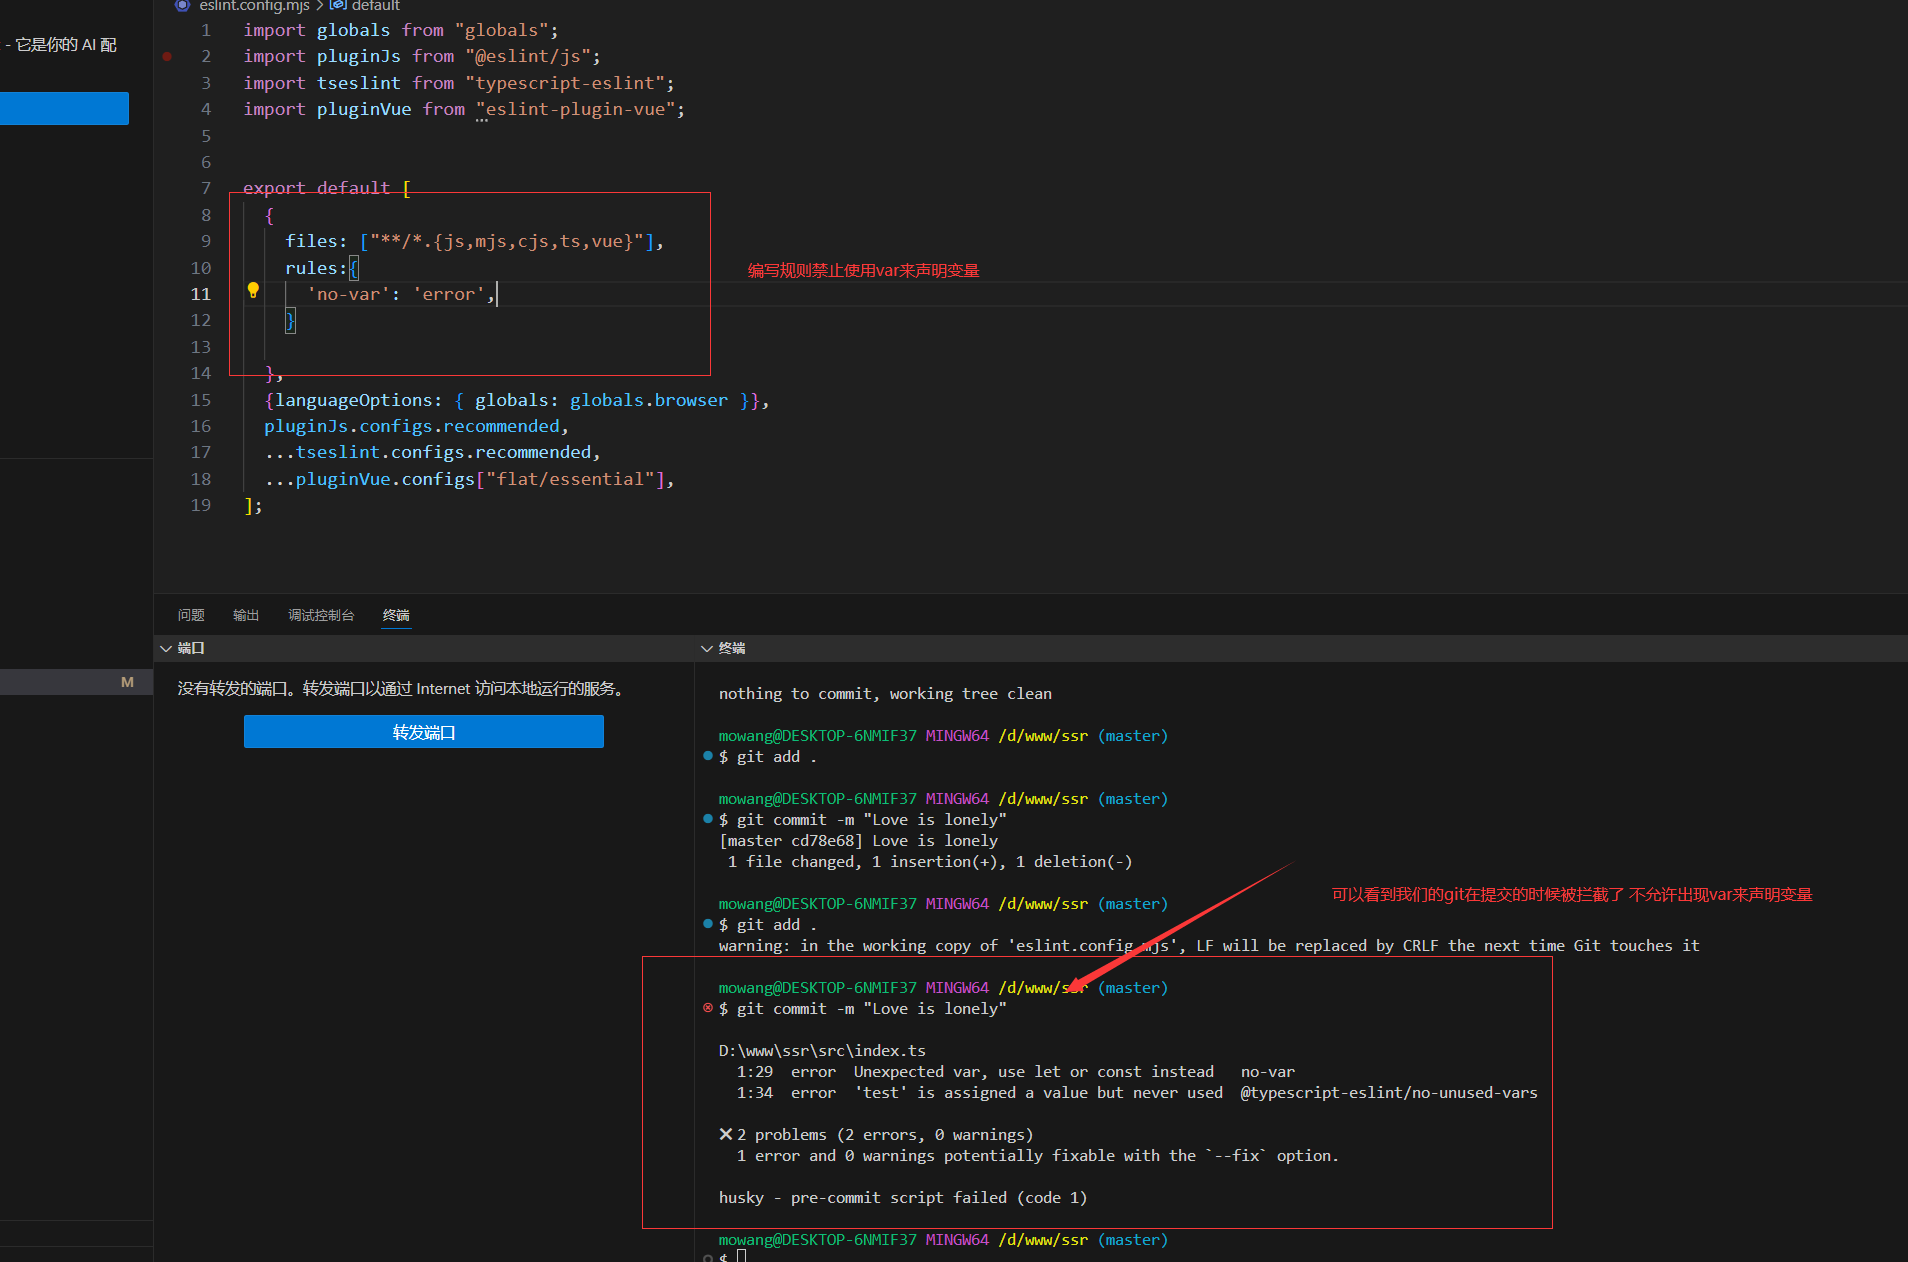 eslint.config.mjs > default
- 它是你的 AI 配
1 import globals from "globals";
2 import pluginJs from "@eslint/js";
3 import tseslint from "typescript-eslint";
4 import pluginVue from "eslint-plugin-vue";
5
6
7 export default [
8 {
9 files: ["**/*.{js,mjs,cjs,ts,vue}"],
10 rules:{
编写规则禁止使用var来声明变量
11 'no-var': 'error',
12 }
13
14 },
15 {languageOptions: { globals: globals.browser }},
16 pluginJs.configs.recommended,
17 ...tseslint.configs.recommended,
18 ...pluginVue.configs["flat/essential"],
19 ];
问题 输出 调试控制台 终端
端口
M
没有转发的端口。转发端口以通过 Internet 访问本地运行的服务。
转发端口
终端
nothing to commit, working tree clean
mowang@DESKTOP-6NMIF37 MINGW64 /d/www/ssr (master)
$ git add .
mowang@DESKTOP-6NMIF37 MINGW64 /d/www/ssr (master)
$ git commit -m "Love is lonely"
[master cd78e68] Love is lonely
1 file changed, 1 insertion(+), 1 deletion(-)
可以看到我们的git在提交的时候被拦截了 不允许出现var来声明变量
mowang@DESKTOP-6NMIF37 MINGW64 /d/www/ssr (master)
$ git add .
warning: in the working copy of 'eslint.config.mjs', LF will be replaced by CRLF the next time Git touches it
mowang@DESKTOP-6NMIF37 MINGW64 /d/www/ssr (master)
$ git commit -m "Love is lonely"
D:\www\ssr\src\index.ts
1:29 error Unexpected var, use let or const instead no-var
1:34 error 'test' is assigned a value but never used @typescript-eslint/no-unused-vars
✖ 2 problems (2 errors, 0 warnings)
1 error and 0 warnings potentially fixable with the `--fix` option.
husky - pre-commit script failed (code 1)
mowang@DESKTOP-6NMIF37 MINGW64 /d/www/ssr (master)
$